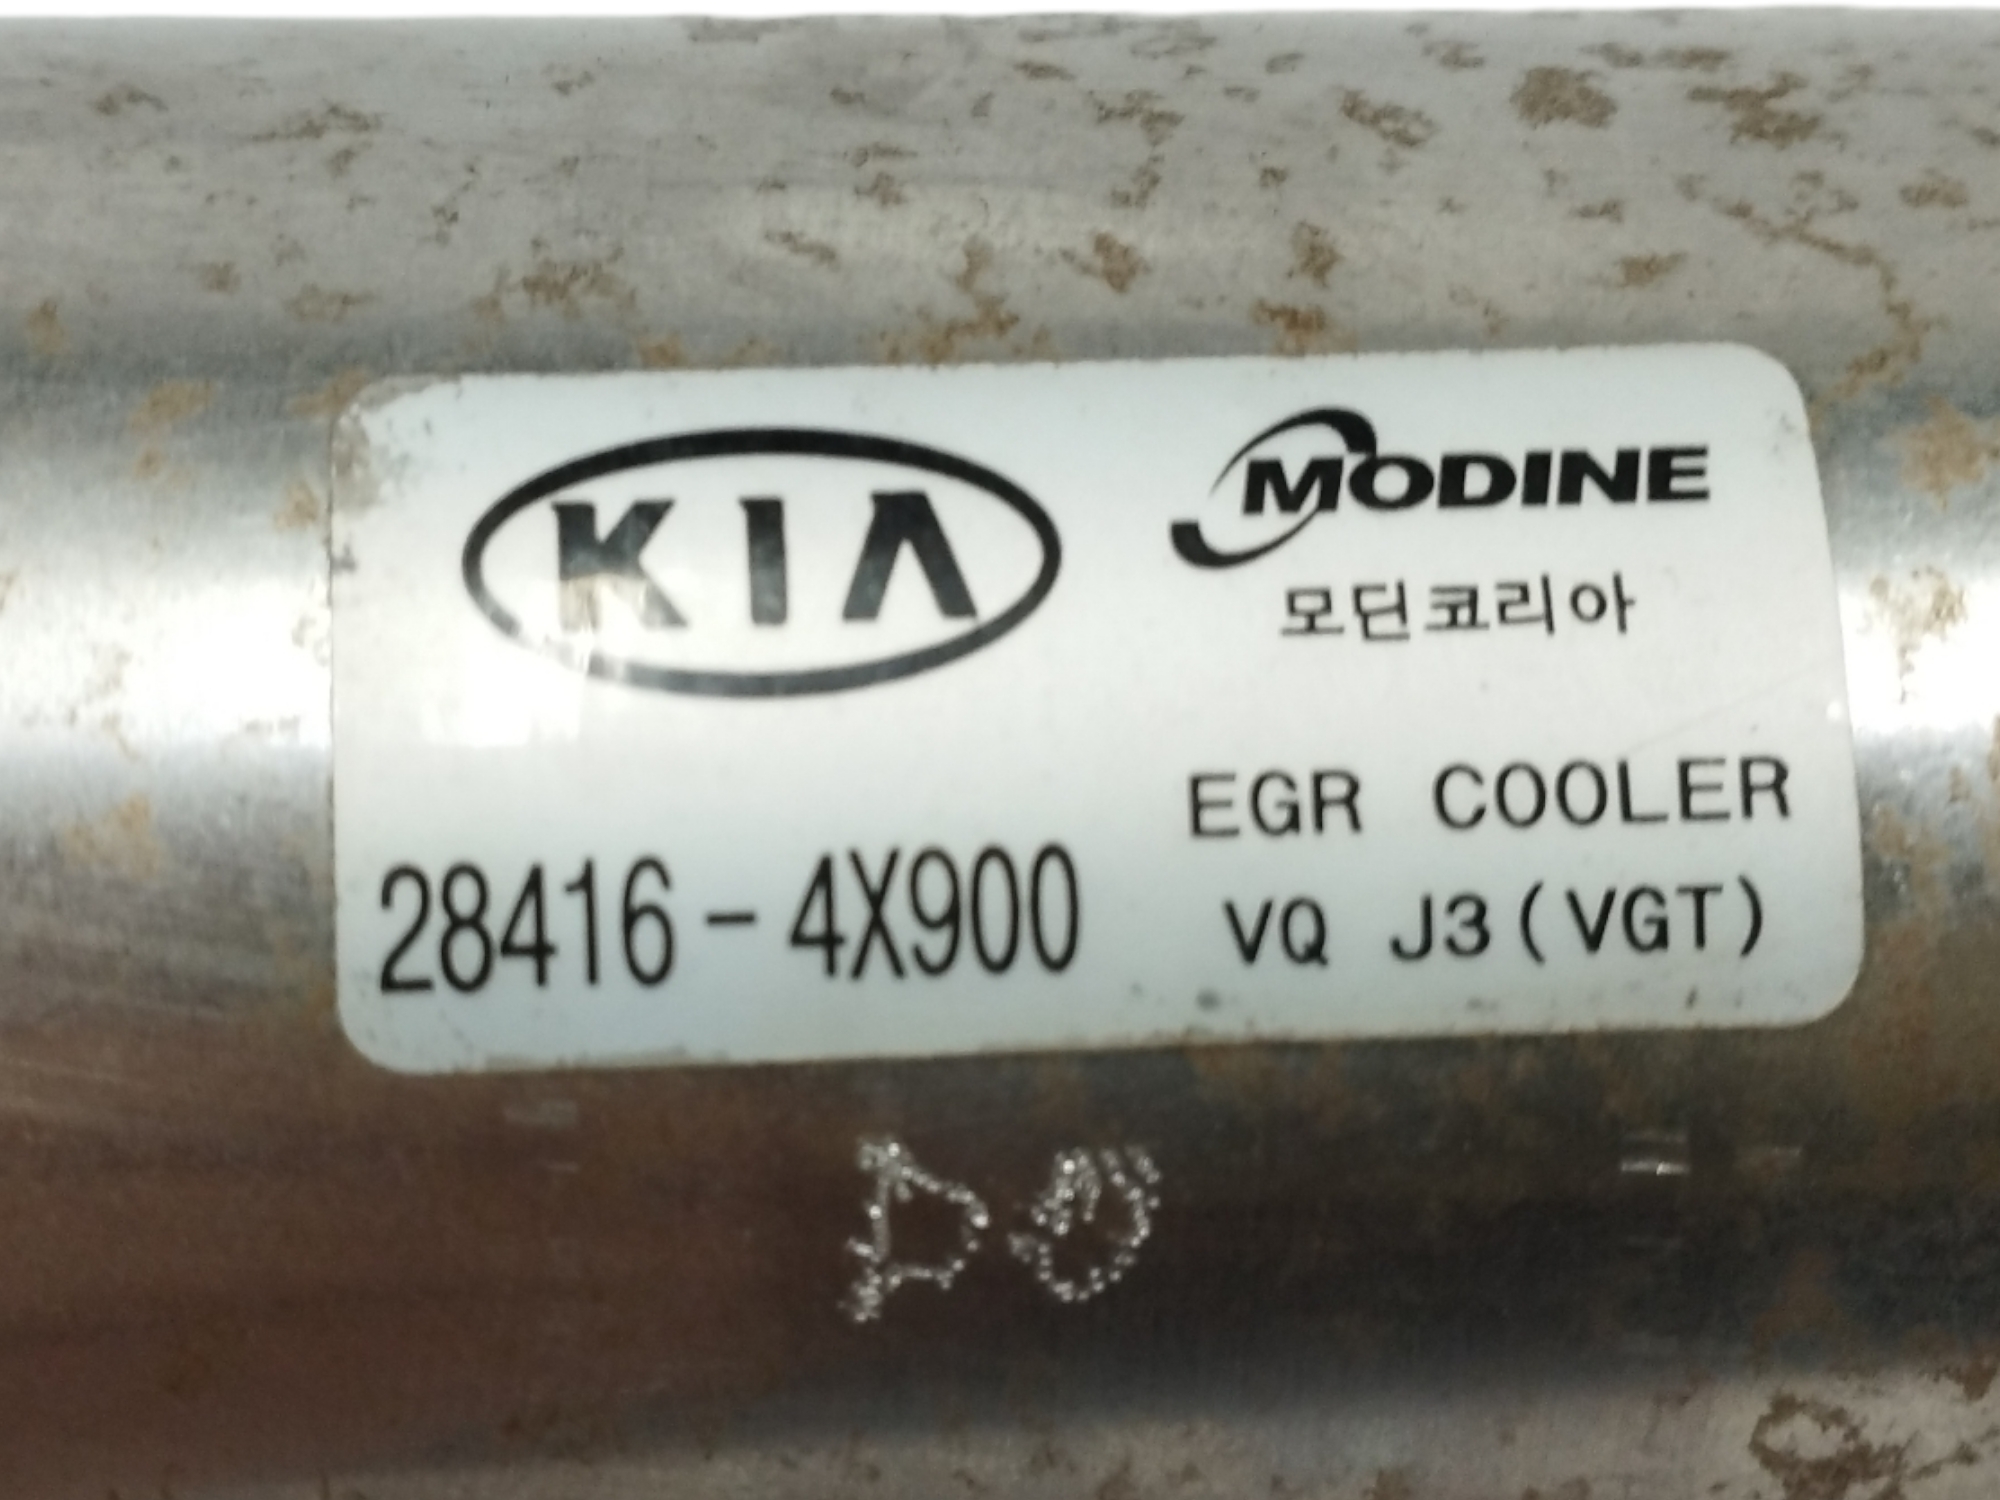 KIA
MODINE
모딘코리아
EGR COOLER
28416-4X900
VQ J3(VGT)